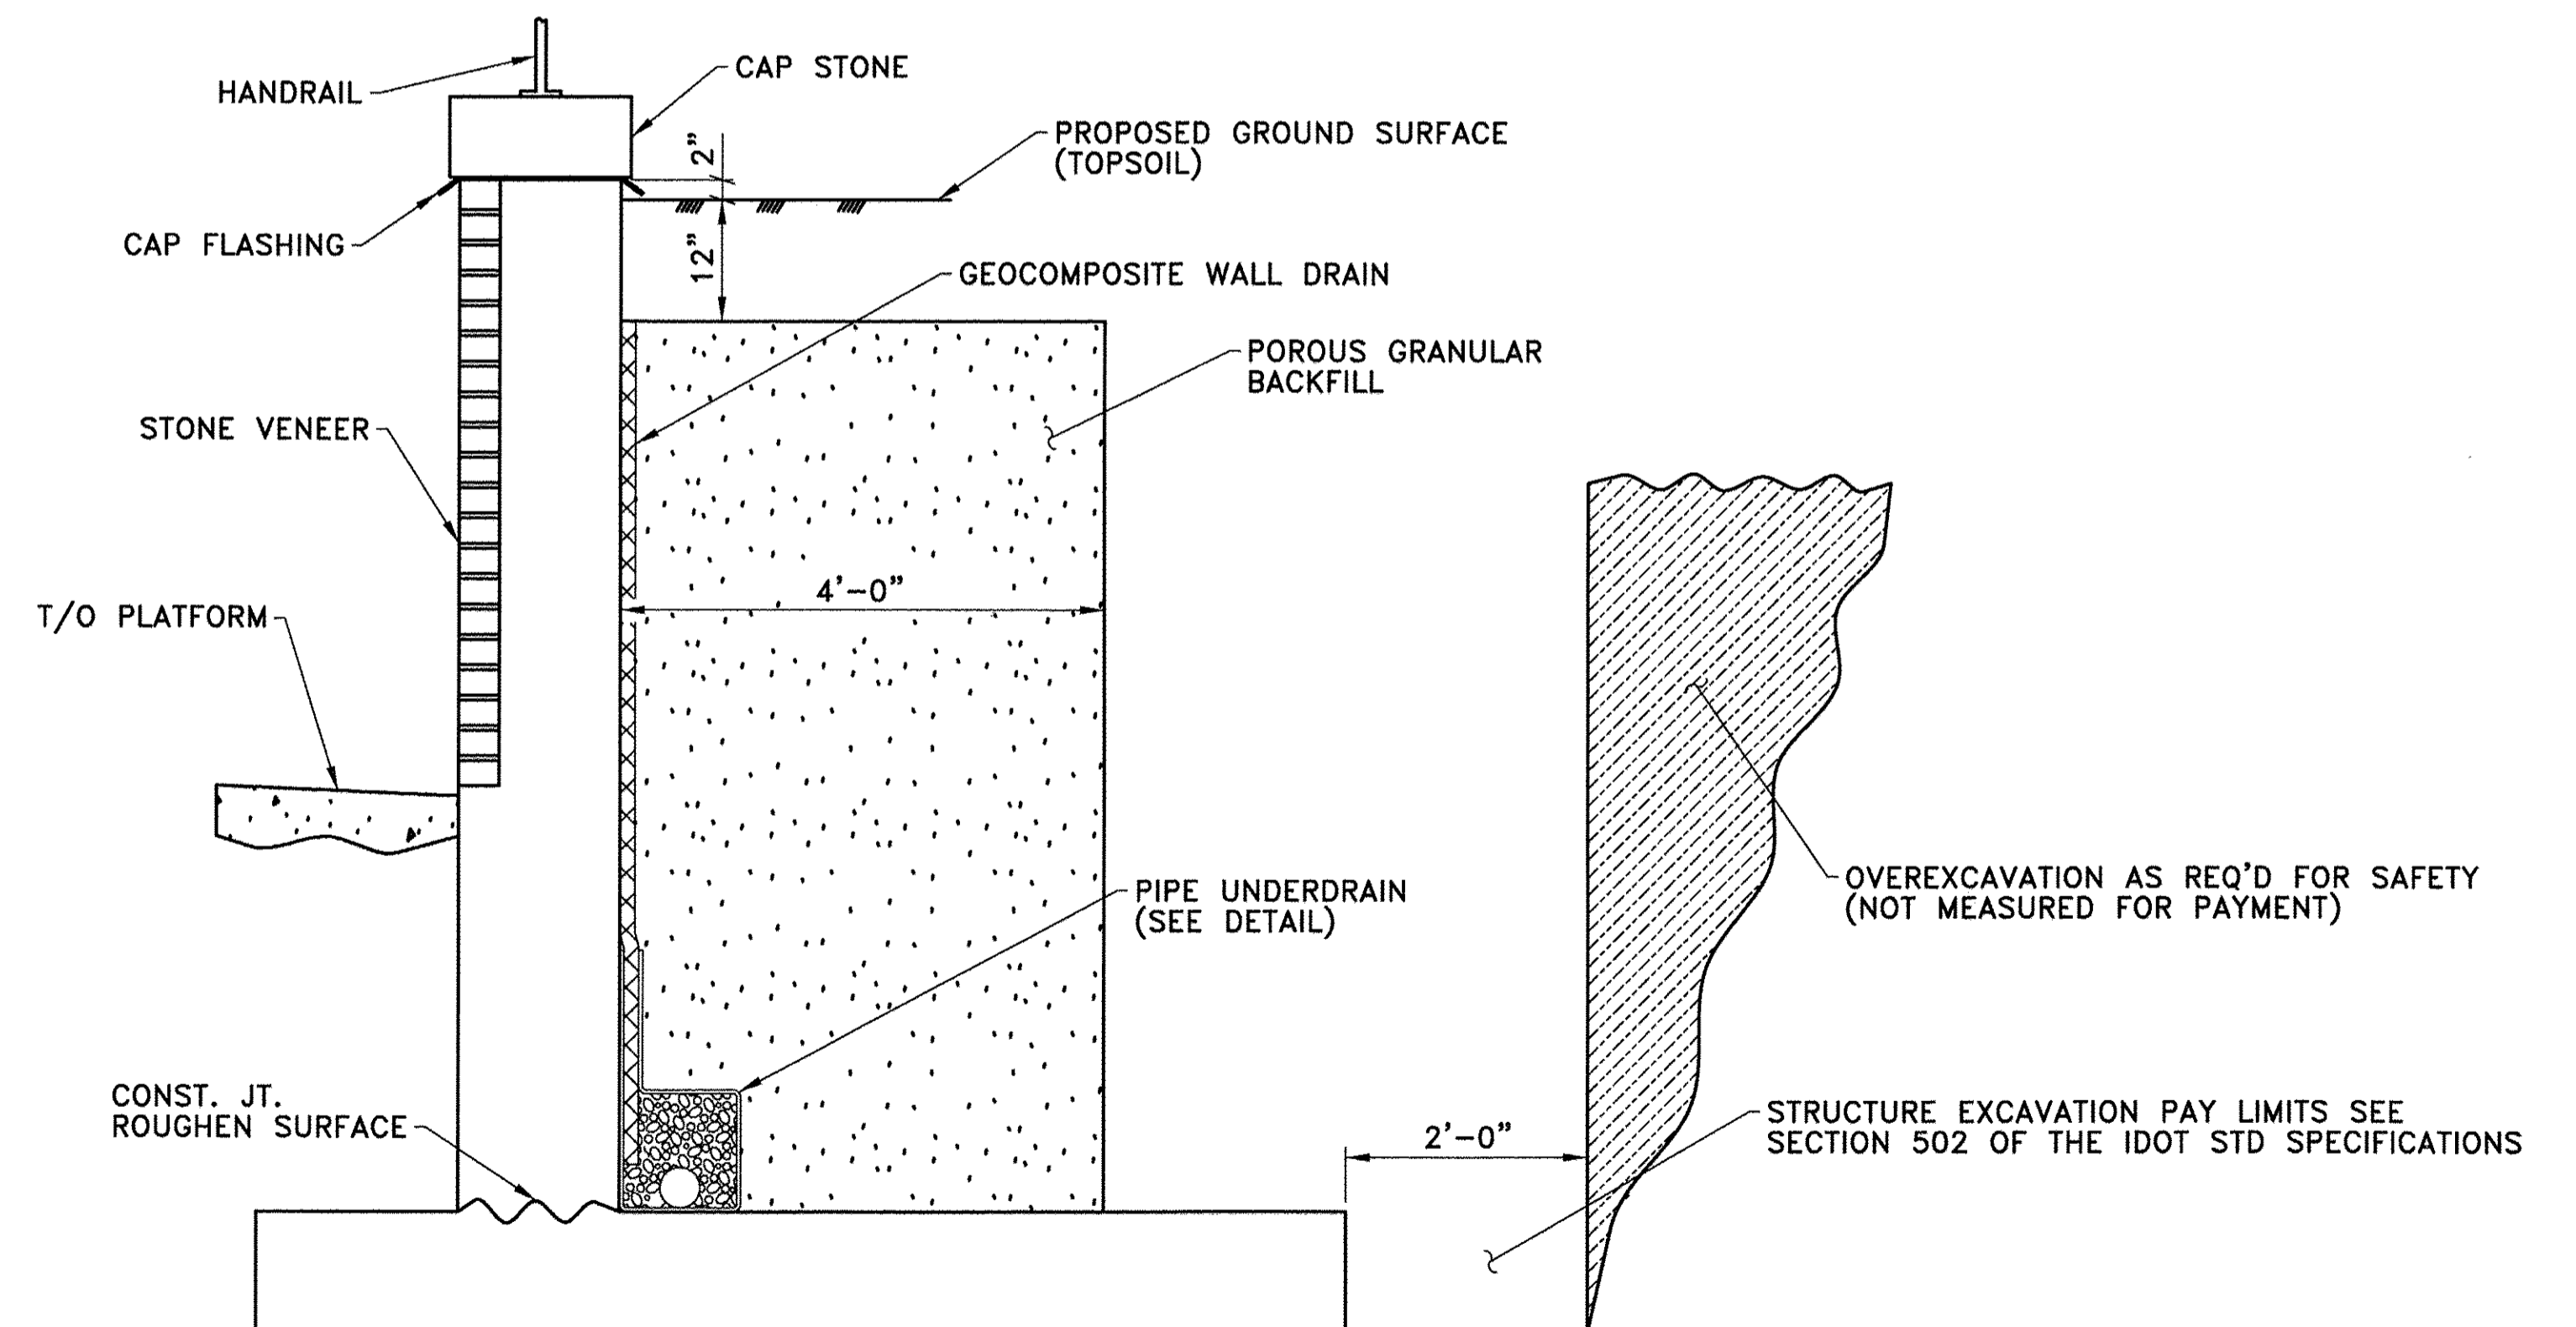 HANDRAIL
CAP STONE
2”
PROPOSED GROUND SURFACE
(TOPSOIL)
CAP FLASHING
12”
GEOCOMPOSITE WALL DRAIN
POROUS GRANULAR
BACKFILL
STONE VENEER
4’-0”
T/O PLATFORM
OVEREXCAVATION AS REQ’D FOR SAFETY
(NOT MEASURED FOR PAYMENT)
PIPE UNDERDRAIN
(SEE DETAIL)
CONST. JT.
ROUGHEN SURFACE
2’-0”
STRUCTURE EXCAVATION PAY LIMITS SEE
SECTION 502 OF THE IDOT STD SPECIFICATIONS